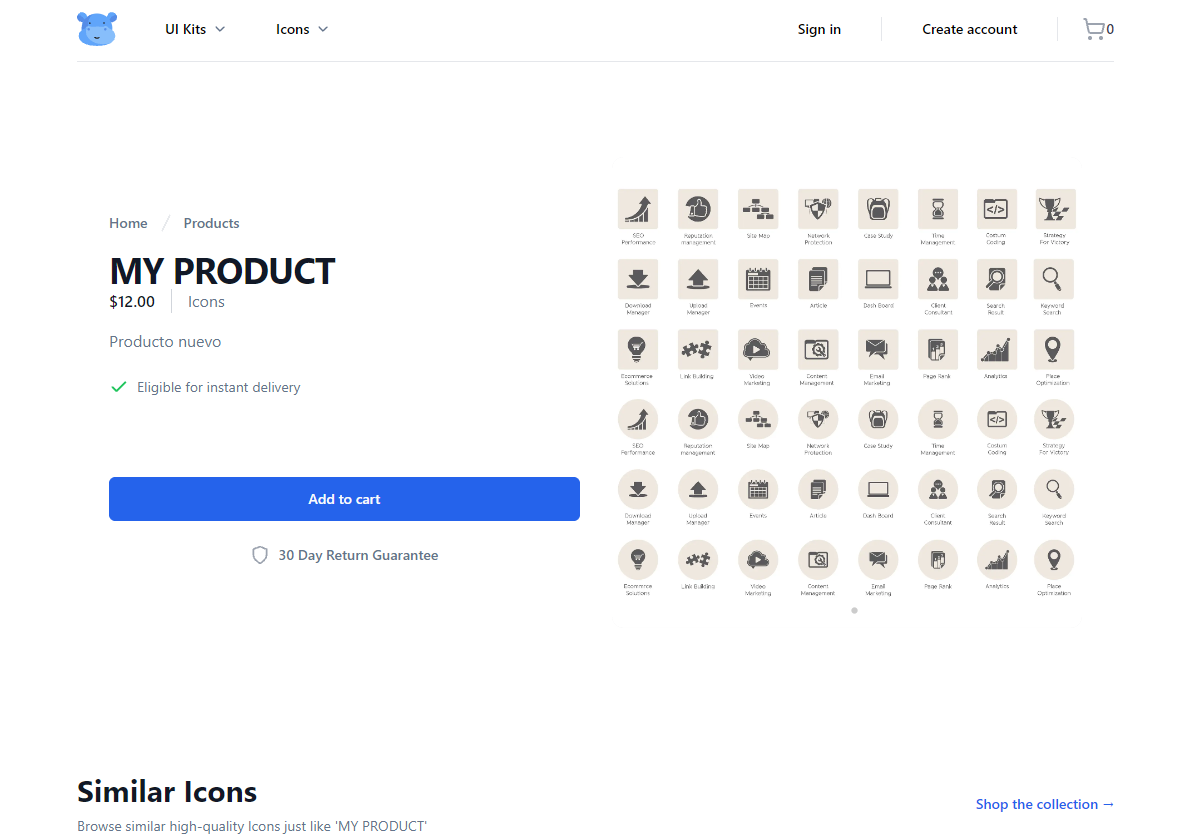 UI Kits
Icons
Sign in
Create account
0
Home / Products
MY PRODUCT
$12.00
Icons
Producto nuevo
Eligible for instant delivery
Add to cart
30 Day Return Guarantee
SEO
Performance
Reputation
management
Site Map
Network
Protection
Case Study
Time
Management
Costum
Coding
Strategy
For Victory
Download
Manager
Upload
Manager
Events
Article
Dash Board
Client
Consultant
Search
Result
Keyword
Search
Ecommerce
Solutions
Link Building
Video
Marketing
Content
Management
Email
Marketing
Page Rank
Analytics
Place
Optimization
SEO
Performance
Reputation
management
Site Map
Network
Protection
Case Study
Time
Management
Costum
Coding
Strategy
For Victory
Download
Manager
Upload
Manager
Events
Article
Dash Board
Client
Consultant
Search
Result
Keyword
Search
Ecommrce
Solutions
Link Building
Video
Marketing
Content
Management
Email
Marketing
Page Rank
Analytics
Place
Optimization
Similar Icons
Shop the collection →
Browse similar high-quality Icons just like 'MY PRODUCT'